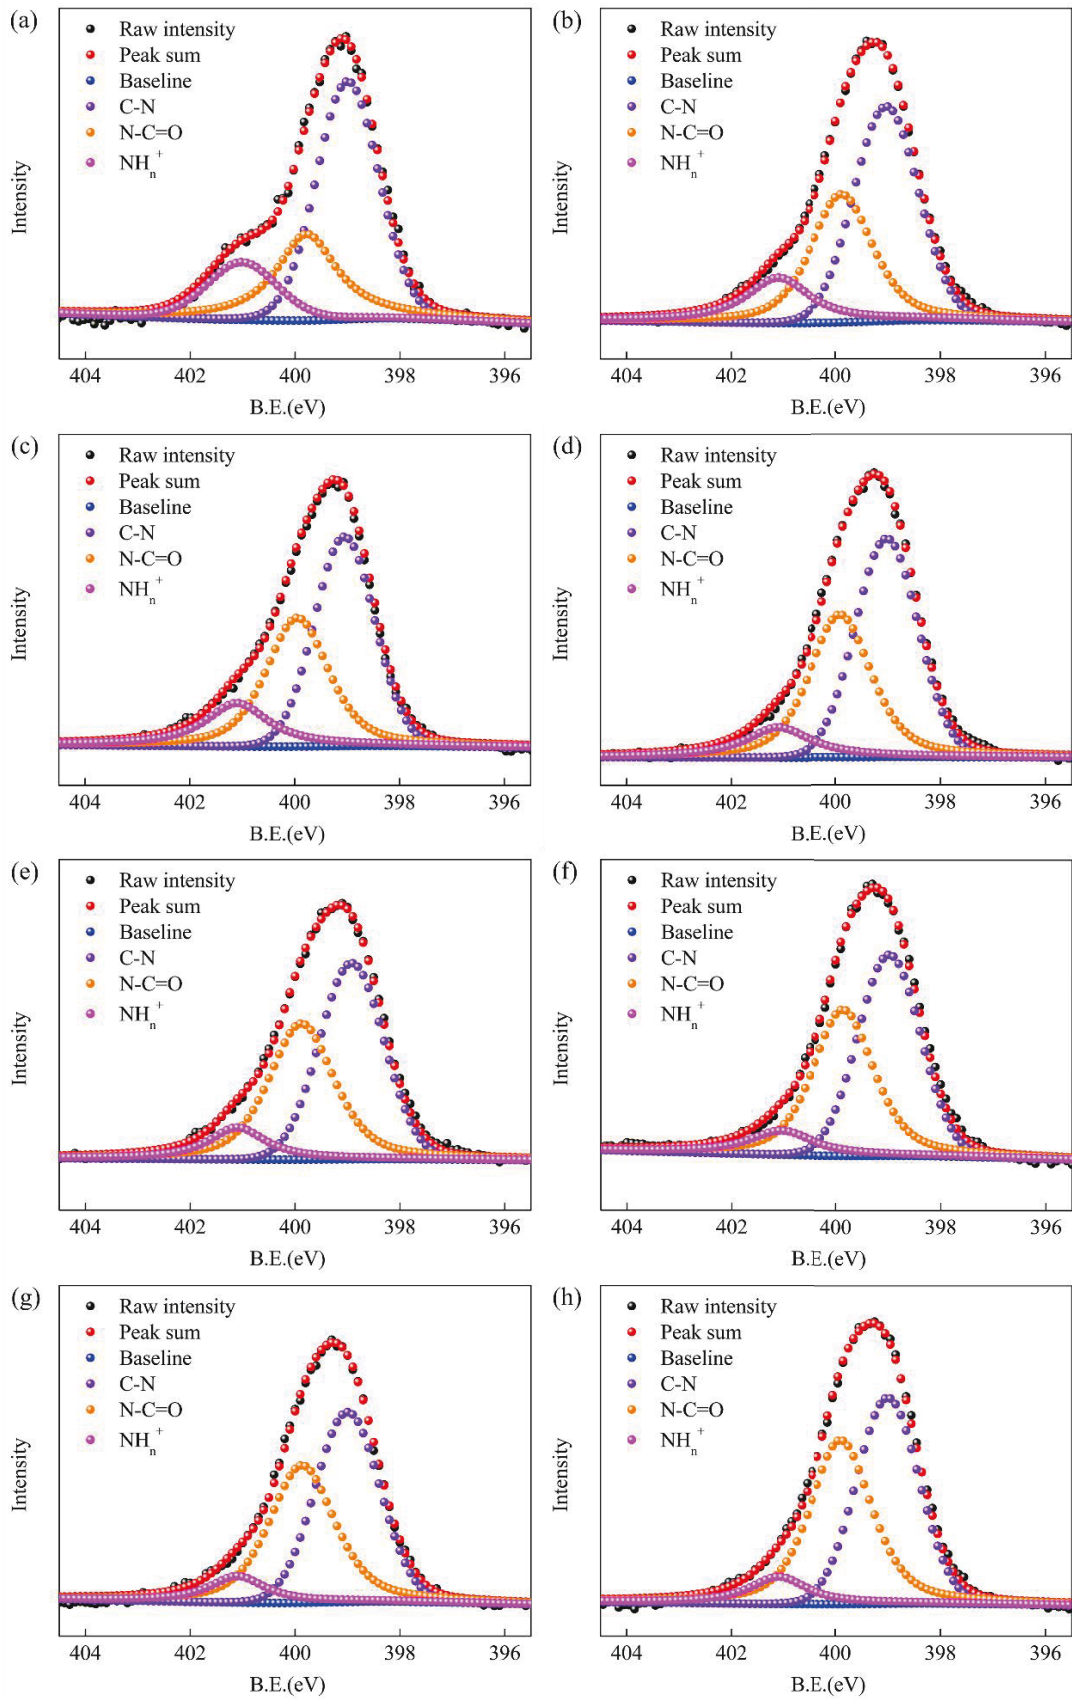 (a)
Raw intensity
Peak sum
Baseline
C-N
N-C=O
NHn+
Intensity
404 402 400 398 396
B.E.(eV)
(b)
Raw intensity
Peak sum
Baseline
C-N
N-C=O
NHn+
Intensity
404 402 400 398 396
B.E.(eV)
(c)
Raw intensity
Peak sum
Baseline
C-N
N-C=O
NHn+
Intensity
404 402 400 398 396
B.E.(eV)
(d)
Raw intensity
Peak sum
Baseline
C-N
N-C=O
NHn+
Intensity
404 402 400 398 396
B.E.(eV)
(e)
Raw intensity
Peak sum
Baseline
C-N
N-C=O
NHn+
Intensity
404 402 400 398 396
B.E.(eV)
(f)
Raw intensity
Peak sum
Baseline
C-N
N-C=O
NHn+
Intensity
404 402 400 398 396
B.E.(eV)
(g)
Raw intensity
Peak sum
Baseline
C-N
N-C=O
NHn+
Intensity
404 402 400 398 396
B.E.(eV)
(h)
Raw intensity
Peak sum
Baseline
C-N
N-C=O
NHn+
Intensity
404 402 400 398 396
B.E.(eV)